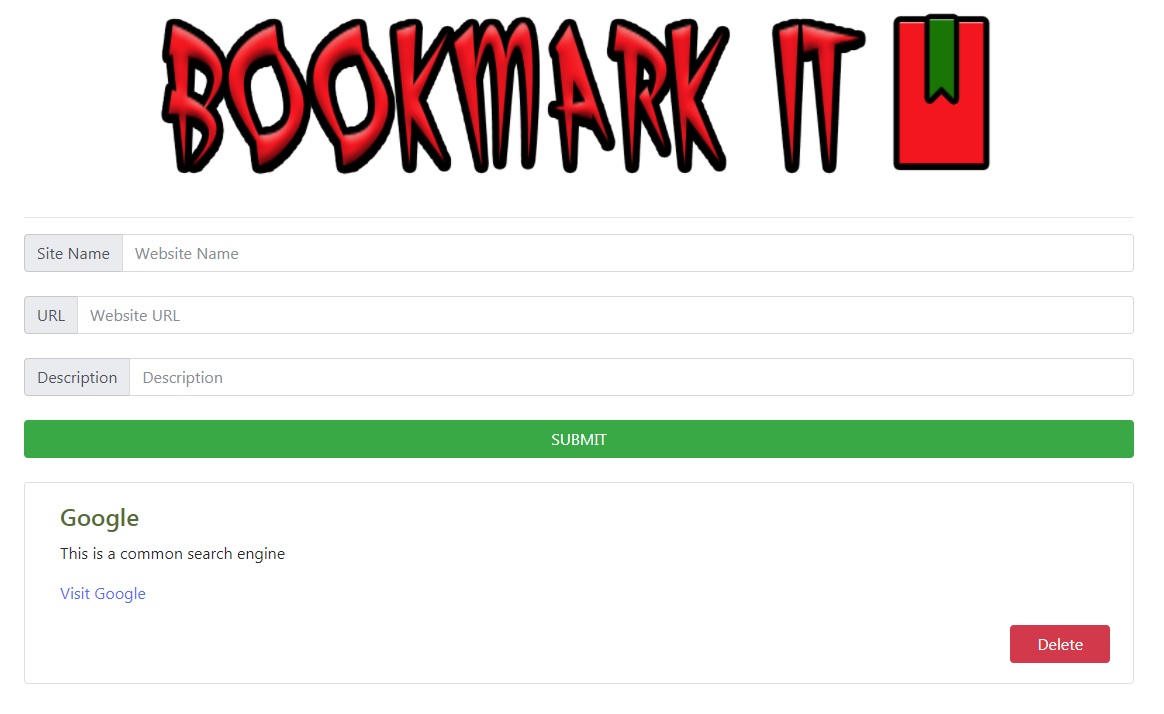 BOOKMARK IT
Site Name Website Name
URL Website URL
Description Description
SUBMIT
Google
This is a common search engine
Visit Google
Delete